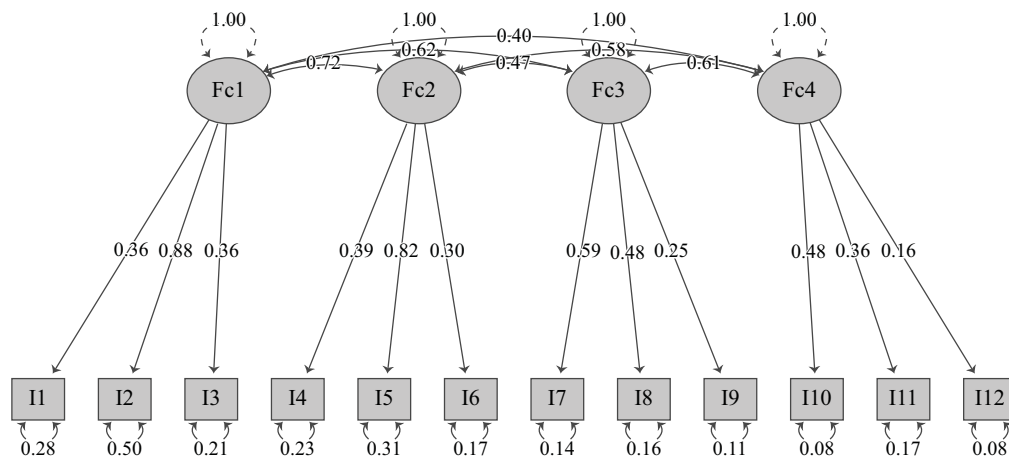 1.00 1.00 1.00 1.00
0.40
0.62 0.58
0.72 0.47 0.61
Fc1 Fc2 Fc3 Fc4
0.36 0.88 0.36 0.39 0.82 0.30 0.59 0.48 0.25 0.48 0.36 0.16
I1 I2 I3 I4 I5 I6 I7 I8 I9 I10 I11 I12
0.28 0.50 0.21 0.23 0.31 0.17 0.14 0.16 0.11 0.08 0.17 0.08